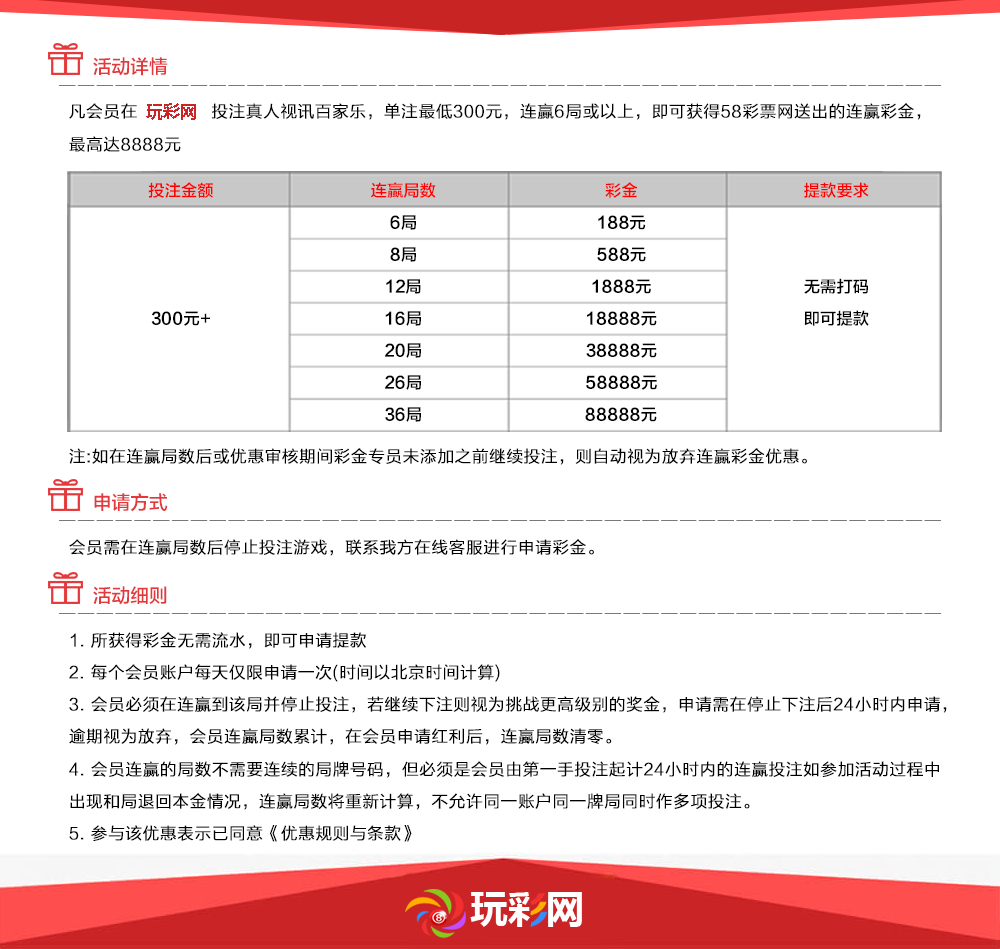 活动详情
凡会员在 玩彩网 投注真人视讯百家乐，单注最低300元，连赢6局或以上，即可获得58彩票网送出的连赢彩金，
最高达8888元
投注金额 连赢局数 彩金 提款要求
6局 188元
8局 588元
12局 1888元 无需打码
300元+ 16局 18888元 即可提款
20局 38888元
26局 58888元
36局 88888元
注:如在连赢局数后或优惠审核期间彩金专员未添加之前继续投注，则自动视为放弃连赢彩金优惠。
申请方式
会员需在连赢局数后停止投注游戏，联系我方在线客服进行申请彩金。
活动细则
1. 所获得彩金无需流水，即可申请提款
2. 每个会员账户每天仅限申请一次(时间以北京时间计算)
3. 会员必须在连赢到该局并停止投注，若继续下注则视为挑战更高级别的奖金，申请需在停止下注后24小时内申请，
逾期视为放弃，会员连赢局数累计，在会员申请红利后，连赢局数清零。
4. 会员连赢的局数不需要连续的局牌号码，但必须是会员由第一手投注起计24小时内的连赢投注如参加活动过程中
出现和局退回本金情况，连赢局数将重新计算，不允许同一账户同一牌局同时作多项投注。
5. 参与该优惠表示已同意《优惠规则与条款》
8 玩彩网